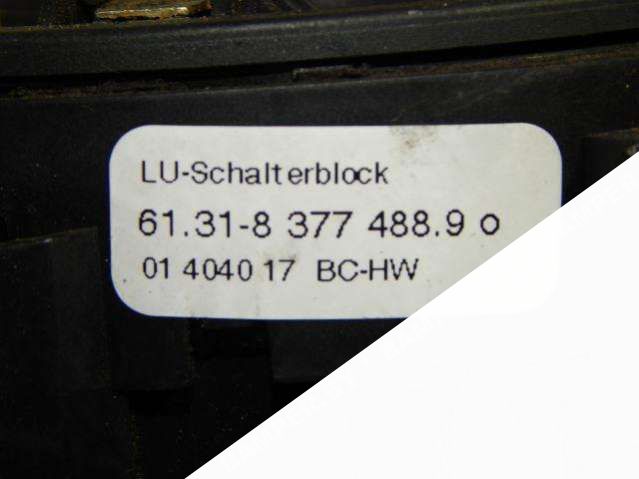 LU-Schalterblock
61.31-8 377 488.9 o
01 4040 17 BC-HW